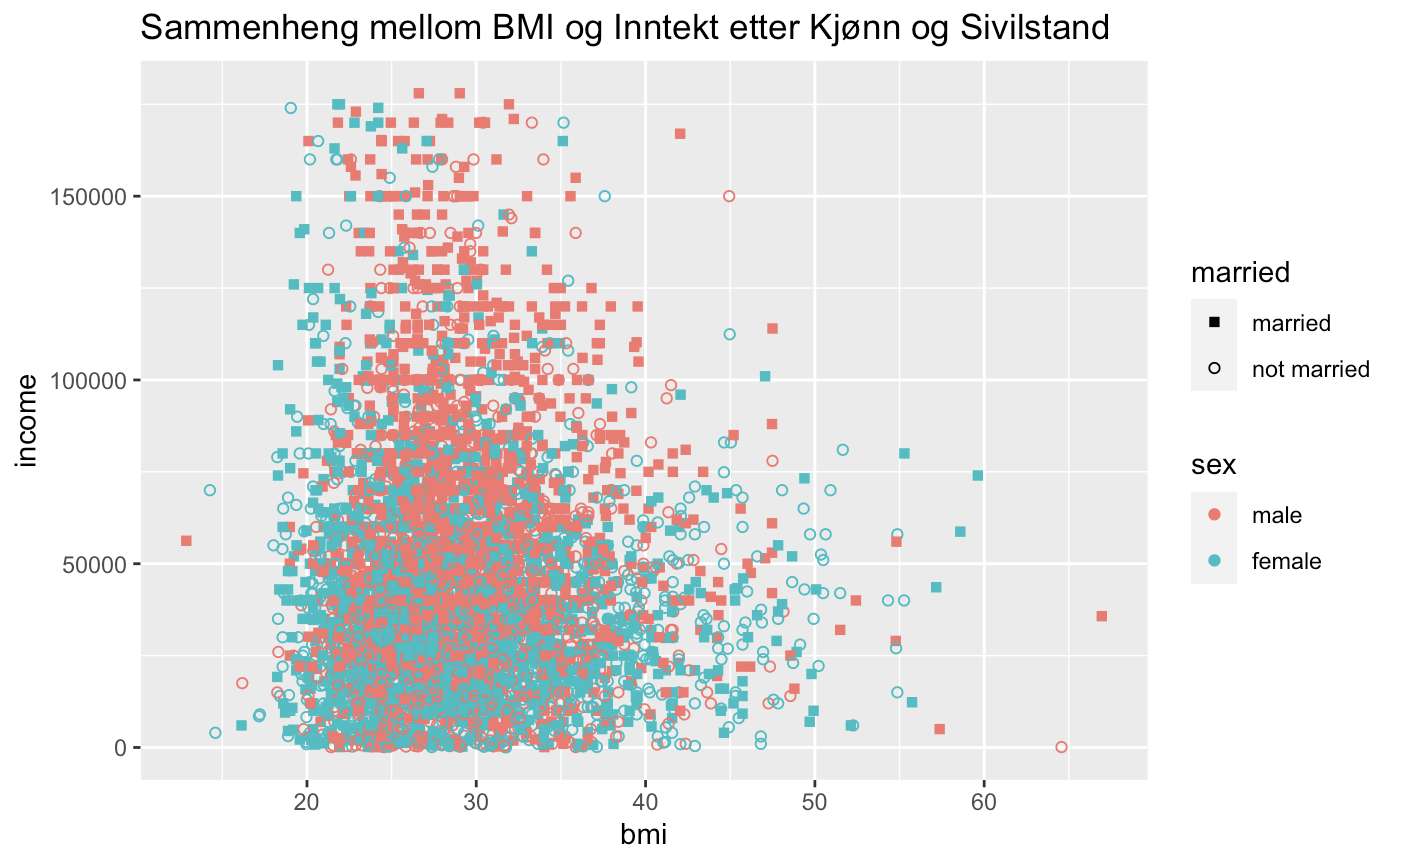 Sammenheng mellom BMI og Inntekt etter Kjønn og Sivilstand
income
150000
100000
50000
0
20 30 40 50 60
bmi
married
married
not married
sex
male
female